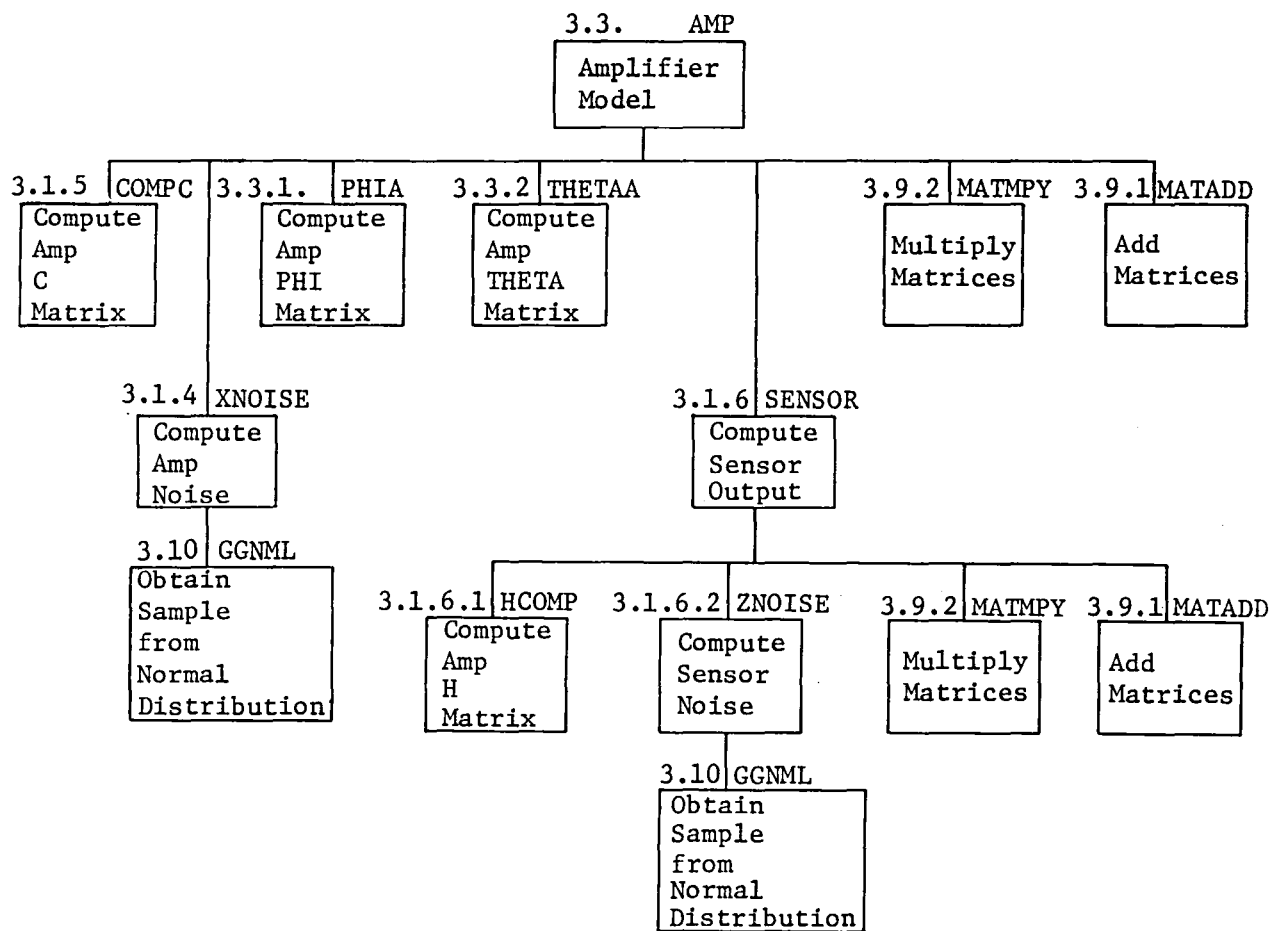 3.3. AMP
Amplifier
Model
3.1.5 COMPC
Compute
Amp
C
Matrix
3.3.1. PHIA
Compute
Amp
PHI
Matrix
3.3.2 THETAA
Compute
Amp
THETA
Matrix
3.9.2 MATMPY
Multiply
Matrices
3.9.1 MATADD
Add
Matrices
3.1.4 XNOISE
Compute
Amp
Noise
3.10 GGNML
Obtain
Sample
from
Normal
Distribution
3.1.6 SENSOR
Compute
Sensor
Output
3.1.6.1 HCOMP
Compute
Amp
H
Matrix
3.1.6.2 ZNOISE
Compute
Sensor
Noise
3.9.2 MATMPY
Multiply
Matrices
3.9.1 MATADD
Add
Matrices
3.10 GGNML
Obtain
Sample
from
Normal
Distribution